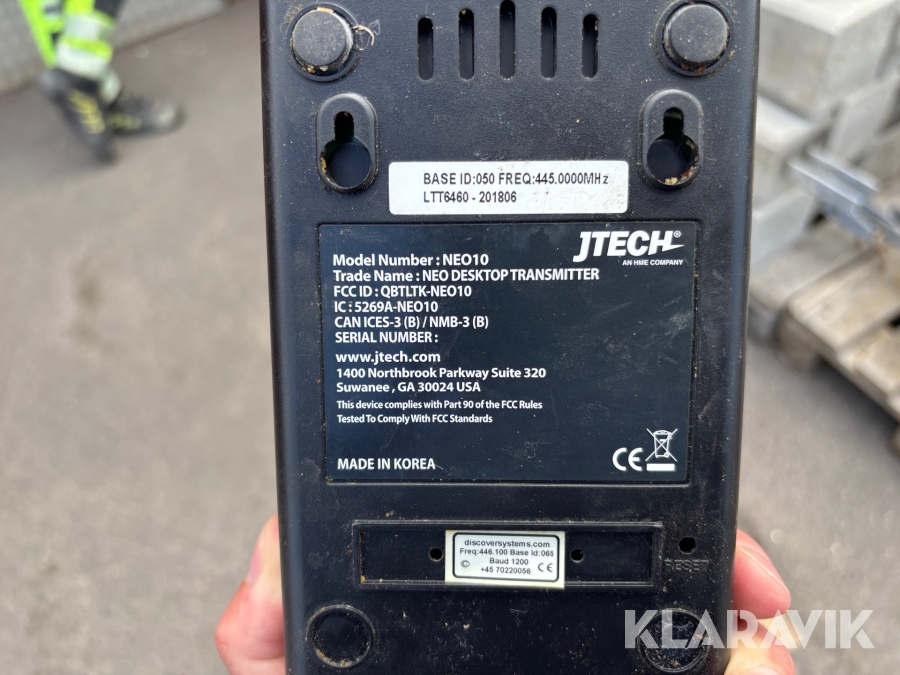 BASE ID:050 FREQ:445.0000MHz
LTT6460 - 201806
JTECH®
AN HME COMPANY
Model Number : NEO10
Trade Name : NEO DESKTOP TRANSMITTER
FCC ID : QBTLTK-NEO10
IC : 5269A-NEO10
CAN ICES-3 (B) / NMB-3 (B)
SERIAL NUMBER :
www.jtech.com
1400 Northbrook Parkway Suite 320
Suwanee , GA 30024 USA
This device complies with Part 90 of the FCC Rules
Tested To Comply With FCC Standards
MADE IN KOREA
CE
discoversystems.com
Freq:446.100 Base Id:065
© Baud 1200 CE
+45 70220056
RESET
KLARAVIK